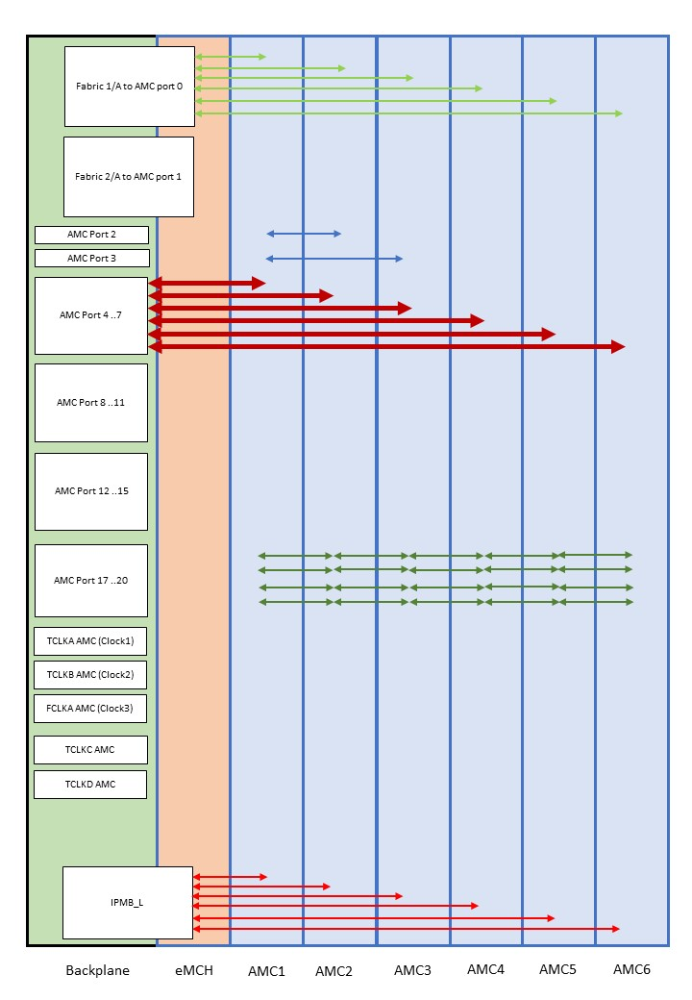 Fabric 1/A to AMC port 0
Fabric 2/A to AMC port 1
AMC Port 2
AMC Port 3
AMC Port 4 ..7
AMC Port 8 ..11
AMC Port 12 ..15
AMC Port 17 ..20
TCLKA AMC (Clock1)
TCLKB AMC (Clock2)
FCLKA AMC (Clock3)
TCLKC AMC
TCLKD AMC
IPMB_L
Backplane eMCH AMC1 AMC2 AMC3 AMC4 AMC5 AMC6